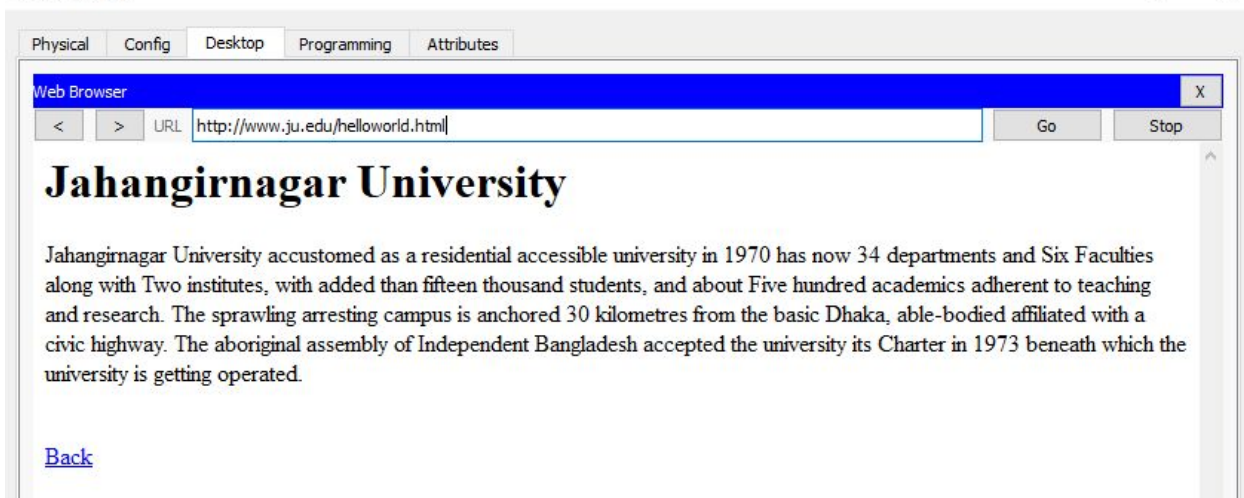 Physical Config Desktop Programming Attributes
Web Browser X
< > URL http://www.ju.edu/helloworld.html Go Stop
Jahangirnagar University
Jahangirnagar University accustomed as a residential accessible university in 1970 has now 34 departments and Six Faculties
along with Two institutes, with added than fifteen thousand students, and about Five hundred academics adherent to teaching
and research. The sprawling arresting campus is anchored 30 kilometres from the basic Dhaka, able-bodied affiliated with a
civic highway. The aboriginal assembly of Independent Bangladesh accepted the university its Charter in 1973 beneath which the
university is getting operated.
Back